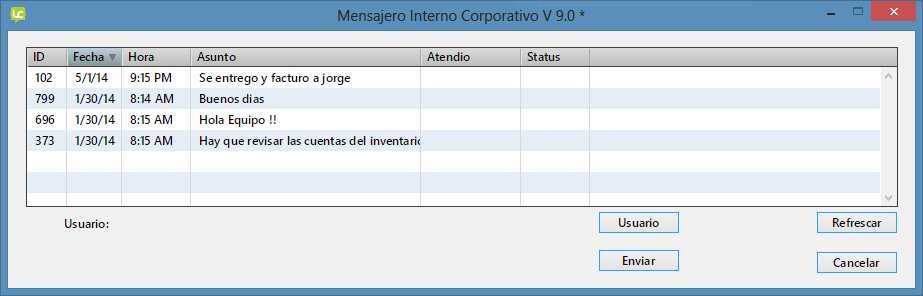 LC
Mensajero Interno Corporativo V 9.0 *
ID Fecha Hora Asunto Atendio Status
102 5/1/14 9:15 PM Se entrego y facturo a jorge
799 1/30/14 8:14 AM Buenos dias
696 1/30/14 8:15 AM Hola Equipo !!
373 1/30/14 8:15 AM Hay que revisar las cuentas del inventario
Usuario: Usuario Refrescar
Enviar Cancelar